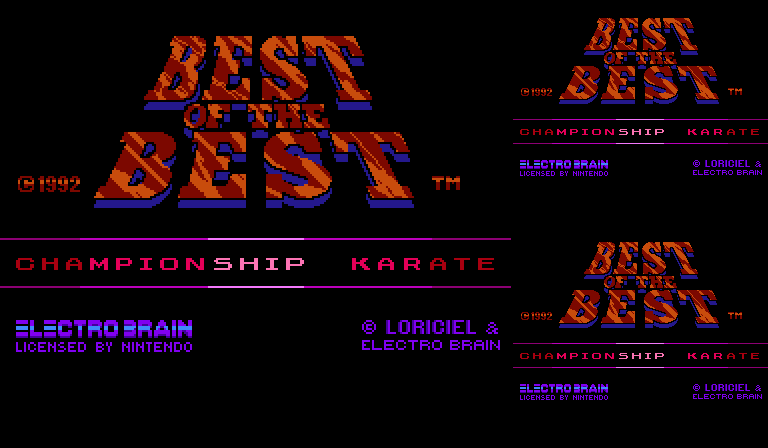 BEST
OF THE
BEST
©1992 TM
CHAMPIONSHIP KARATE
ELECTRO BRAIN
LICENSED BY NINTENDO
© LORICIEL &
ELECTRO BRAIN
BEST
OF THE
BEST
©1992 TM
CHAMPIONSHIP KARATE
ELECTRO BRAIN
LICENSED BY NINTENDO
© LORICIEL &
ELECTRO BRAIN
BEST
OF THE
BEST
©1992 TM
CHAMPIONSHIP KARATE
ELECTRO BRAIN
LICENSED BY NINTENDO
© LORICIEL &
ELECTRO BRAIN